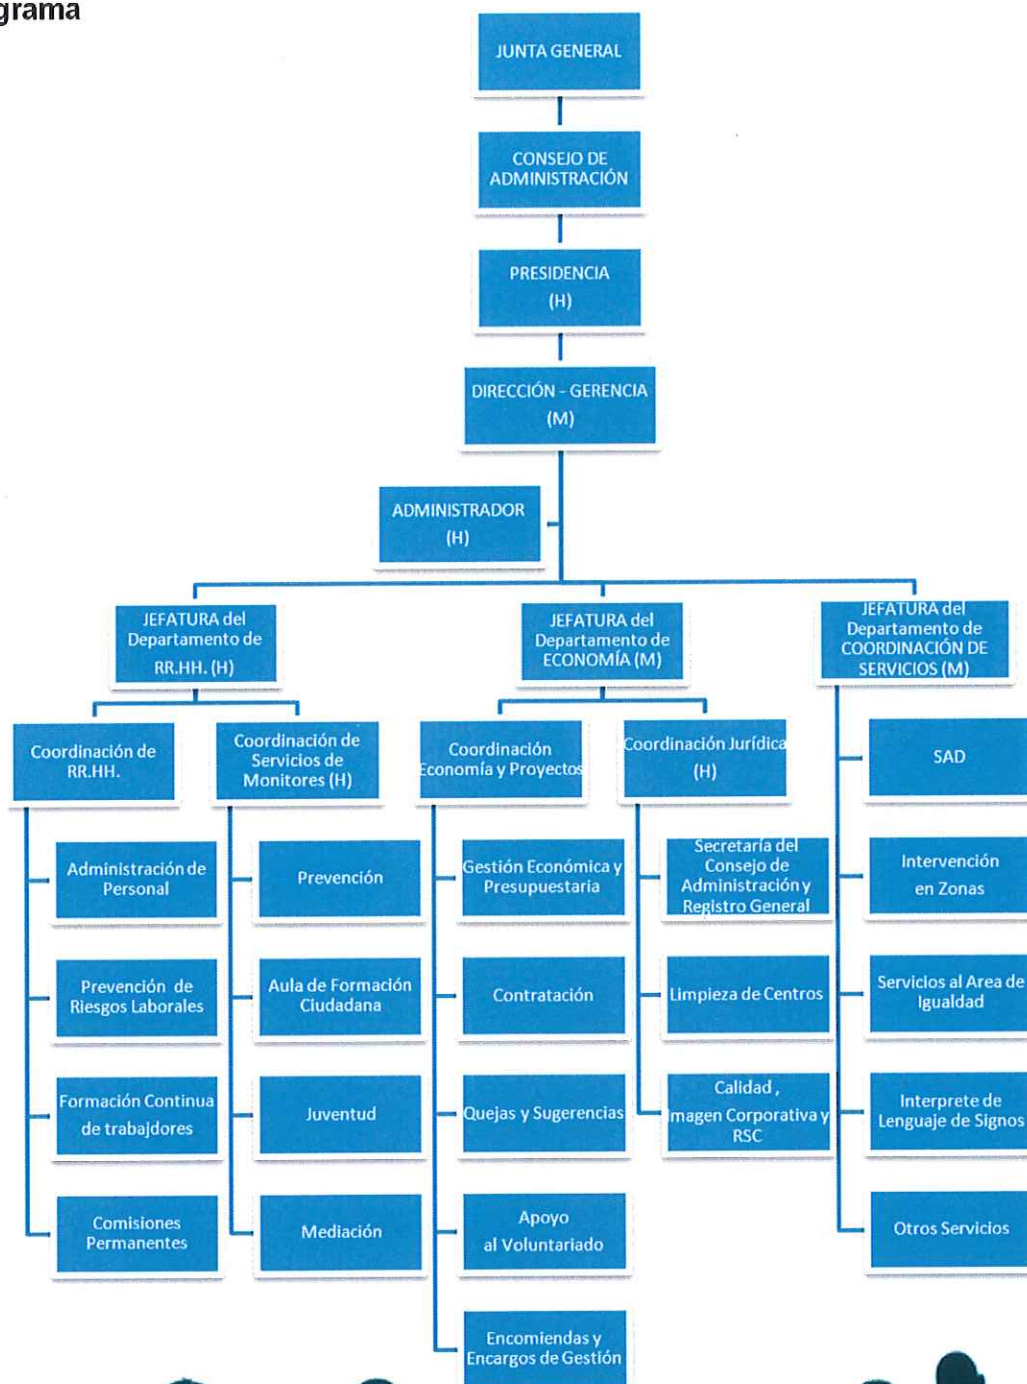 grama
JUNTA GENERAL
CONSEJO DE
ADMINISTRACIÓN
PRESIDENCIA
(H)
DIRECCIÓN - GERENCIA
(M)
ADMINISTRADOR
(H)
JEFATURA del
Departamento de
RR.HH. (H)
JEFATURA del
Departamento de
ECONOMÍA (M)
JEFATURA del
Departamento de
COORDINACIÓN DE
SERVICIOS (M)
Coordinación de
RR.HH.
Coordinación de
Servicios de
Monitores (H)
Coordinación
Economía y Proyectos
Coordinación Jurídica
(H)
SAD
Administración de
Personal
Prevención
Gestión Económica y
Presupuestaria
Secretaría del
Consejo de
Administración y
Registro General
Intervención
en Zonas
Prevención de
Riesgos Laborales
Aula de Formación
Ciudadana
Contratación
Limpieza de Centros
Servicios al Area de
Igualdad
Formación Continua
de trabajdores
Juventud
Quejas y Sugerencias
Calidad ,
Imagen Corporativa y
RSC
Interprete de
Lenguaje de Signos
Comisiones
Permanentes
Mediación
Apoyo
al Voluntariado
Otros Servicios
Encomiendas y
Encargos de Gestión